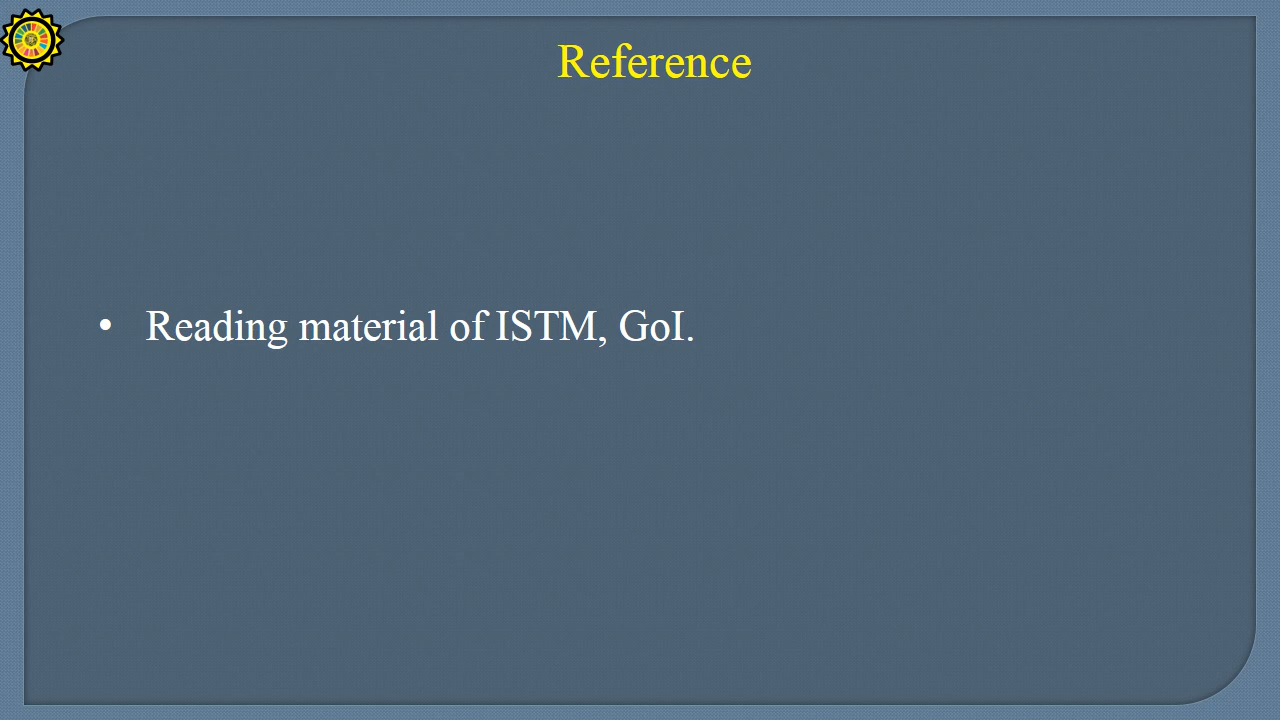 Reference
• Reading material of ISTM, GoI.